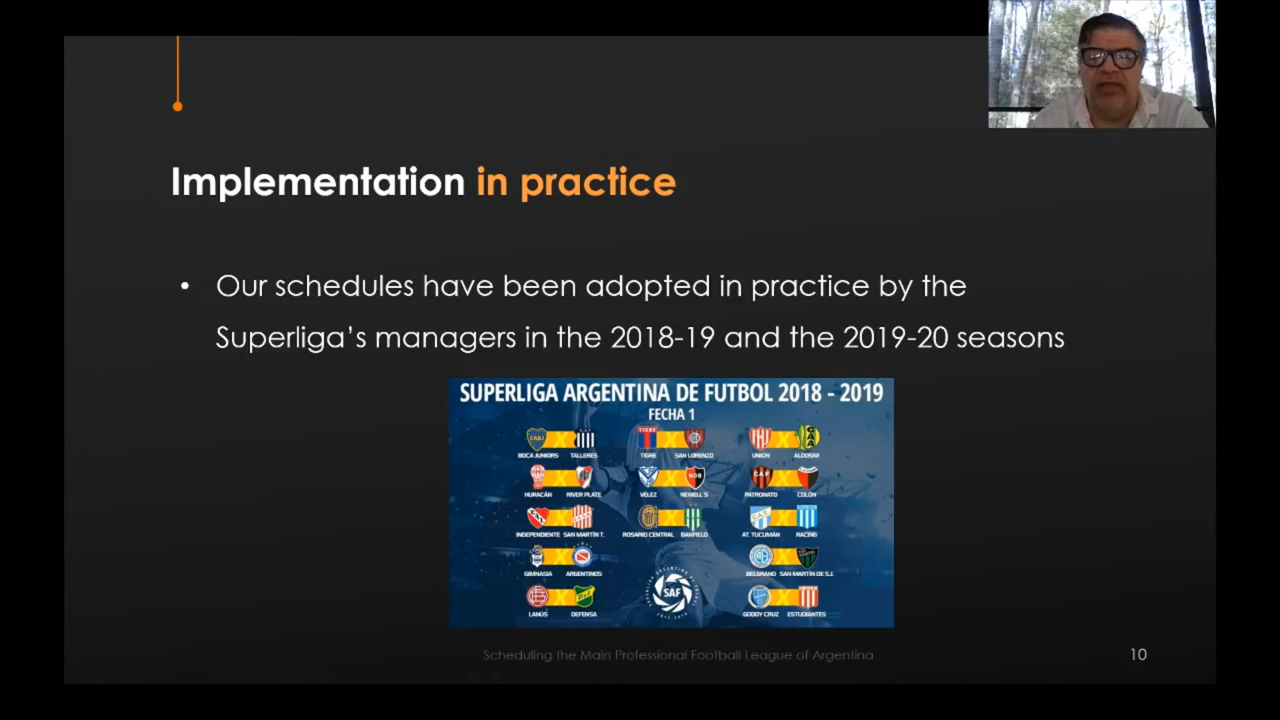 Implementation in practice
• Our schedules have been adopted in practice by the
Superliga's managers in the 2018-19 and the 2019-20 seasons
SUPERLIGA ARGENTINA DE FUTBOL 2018 - 2019
FECHA 1
BOCA JUNIORS X TALLERES
TIGRE X SAN LORENZO
UNIÓN X ALDOSIVI
HURACÁN X RIVER PLATE
VÉLEZ X NEWELL'S
PATRONATO X COLÓN
INDEPENDIENTE X SAN MARTÍN T.
ROSARIO CENTRAL X BANFIELD
AT. TUCUMÁN X RACING
GIMNASIA X ARGENTINOS
BELGRANO X SAN MARTÍN DE S.J.
LANÚS X DEFENSA
SAF
GODOY CRUZ X ESTUDIANTES
Scheduling the Main Professional Football League of Argentina
10